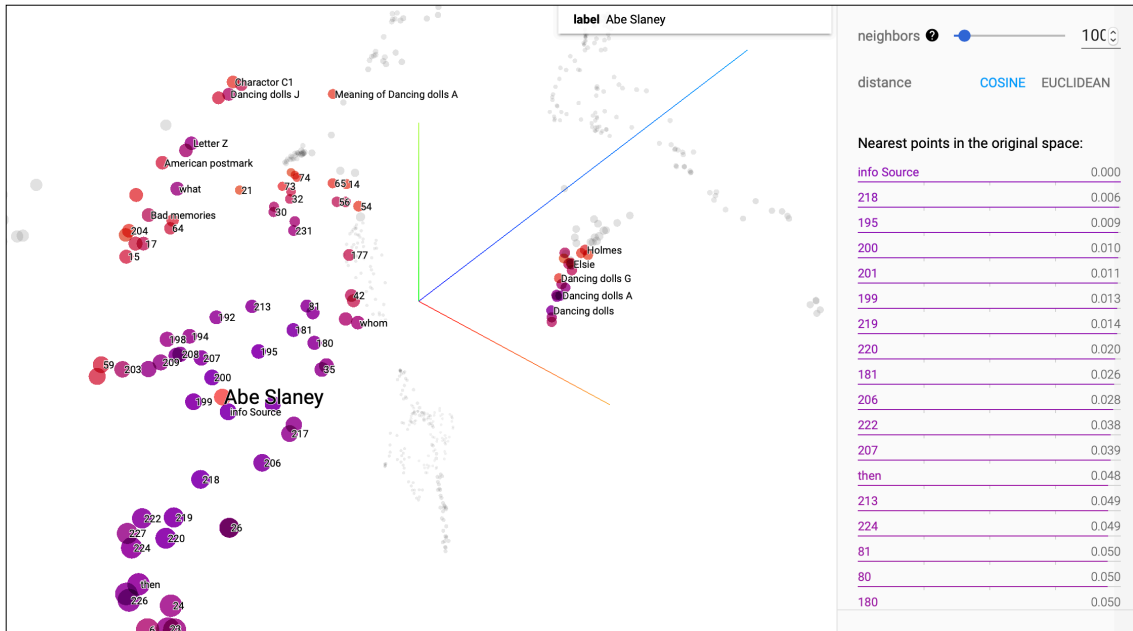 label Abe Slaney
neighbors ? 100
distance COSINE EUCLIDEAN
Nearest points in the original space:
info Source 0.000
218 0.006
195 0.009
200 0.010
201 0.011
199 0.013
219 0.014
220 0.020
181 0.026
206 0.028
222 0.038
207 0.039
then 0.048
213 0.049
224 0.049
81 0.050
80 0.050
180 0.050
Charactor C1
Dancing dolls J
Meaning of Dancing dolls A
Letter Z
American postmark
what
21
74
73
32
65
14
56
54
30
Bad memories
204
64
17
15
231
177
42
whom
213
81
192
181
180
194
198
208
207
209
195
35
59
203
200
Abe Slaney
199
info Source
217
206
218
222
219
26
227
220
224
then
226
24
Holmes
Elsie
Dancing dolls G
Dancing dolls A
Dancing dolls